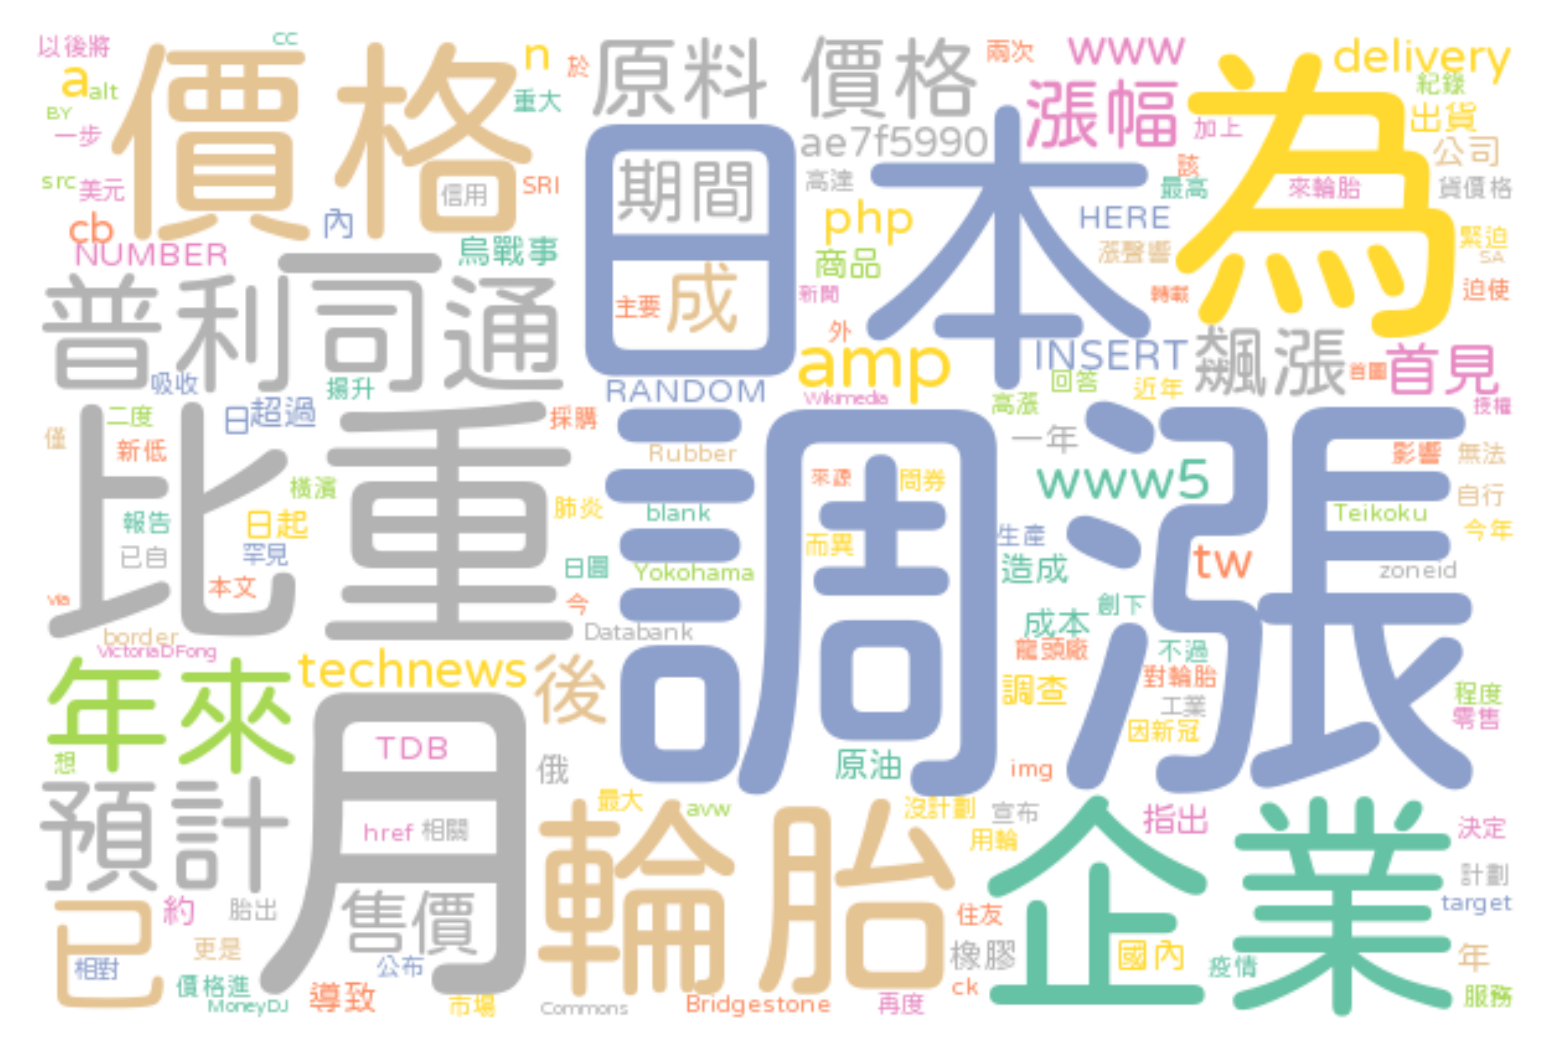 以後將
cc
n
於
原料 價格
兩次
www
delivery
a
alt
BY
一步
價格
重大
ae7f5990
漲幅
加上
為
紀錄
出貨
公司
src
美元
信用
SRI
期間
高達
該
最高
來輪胎
貨價格
cb
NUMBER
內
烏戰事
日本
php
HERE
商品
漲聲響
緊迫
SA
迫使
普利司通
主要
成
新聞
轉載
外
amp
INSERT
飆漲
首圖
首見
吸收
揚升
RANDOM
Wikimedia
回答
近年
高漲
授權
二度
日
超過
採購
僅
新低
比重
調漲
Rubber
一年
影響
無法
來源
問券
www5
橫濱
自行
報告
日起
肺炎
blank
Teikoku
今年
已自
罕見
而異
生產
tw
本文
日圓
Yokohama
造成
zoneid
via
今
Databank
成本
創下
border
VictoriaDFong
龍頭廠
不過
technews
後
對輪胎
年來
調查
工業
程度
零售
因新冠
月
TDB
想
俄
原油
img
預計
最大
avw
沒計劃
宣布
指出
href
相關
用輪
企業
決定
輪胎
計劃
已
約
胎出
售價
住友
target
更是
橡膠
國內
相對
公布
疫情
年
價格進
MoneyDJ
導致
市場
Commons
Bridgestone
再度
ck
服務